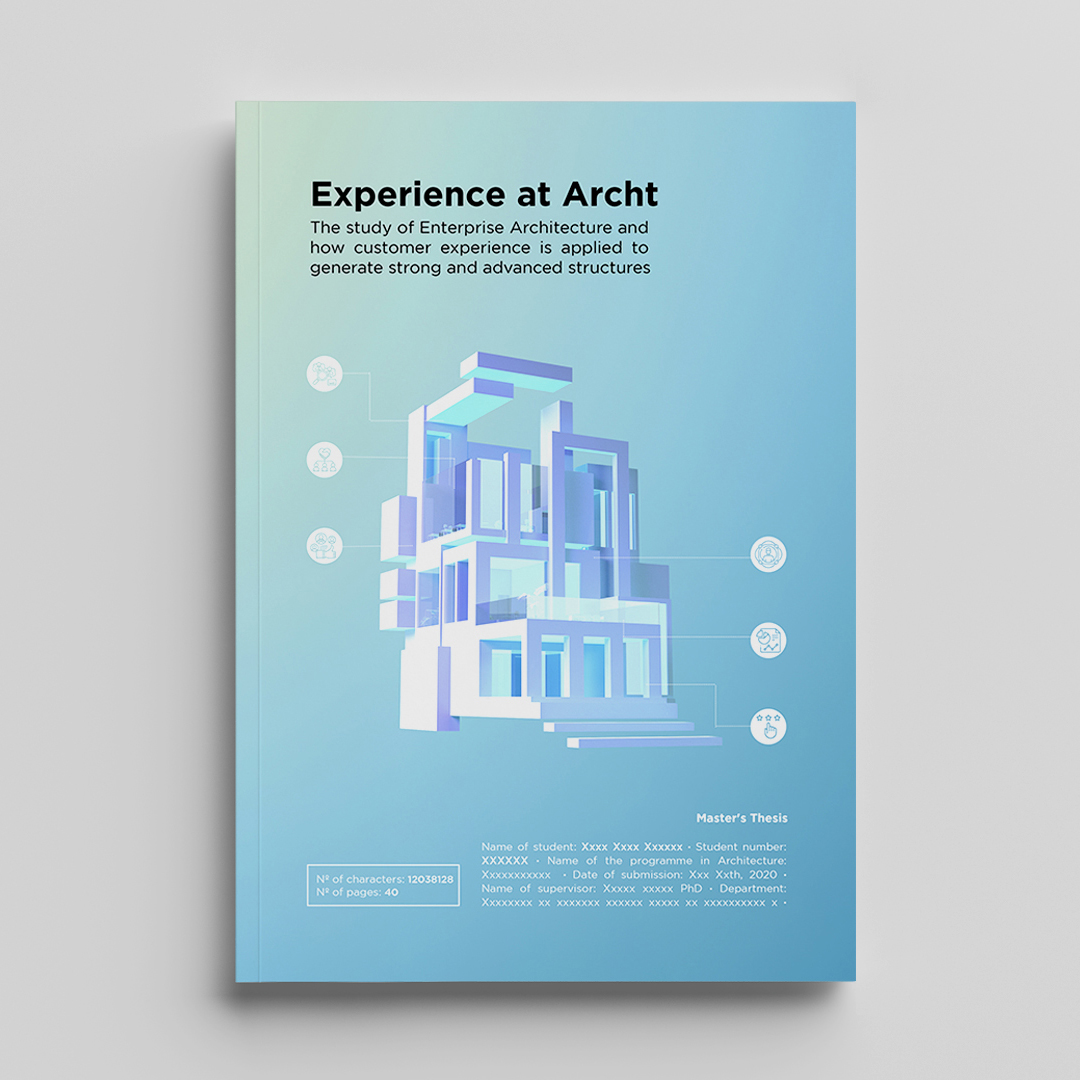 Experience at Archt
The study of Enterprise Architecture and
how customer experience is applied to
generate strong and advanced structures
Master's Thesis
Name of student: Xxxx Xxxx Xxxxxx · Student number:
XXXXXX · Name of the programme in Architecture:
Xxxxxxxxxxx · Date of submission: Xxx Xxth, 2020 ·
Name of supervisor: Xxxxx xxxxx PhD · Department:
Xxxxxxxx xx xxxxxxx xxxxxx xxxxx xx xxxxxxxxxx x ·
Nº of characters: 12038128
Nº of pages: 40